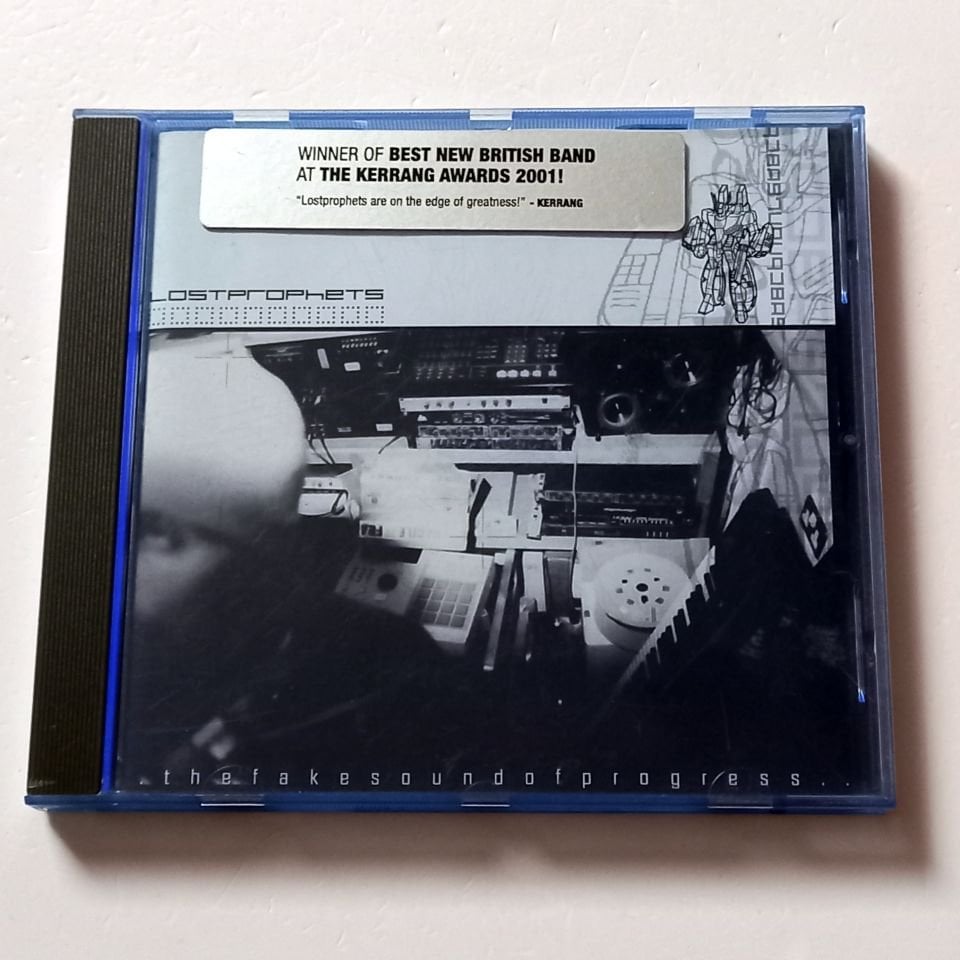 WINNER OF BEST NEW BRITISH BAND
AT THE KERRANG AWARDS 2001!
"Lostprophets are on the edge of greatness!" - KERRANG
LOSTPROPHETS
.thefakesoundofprogress..